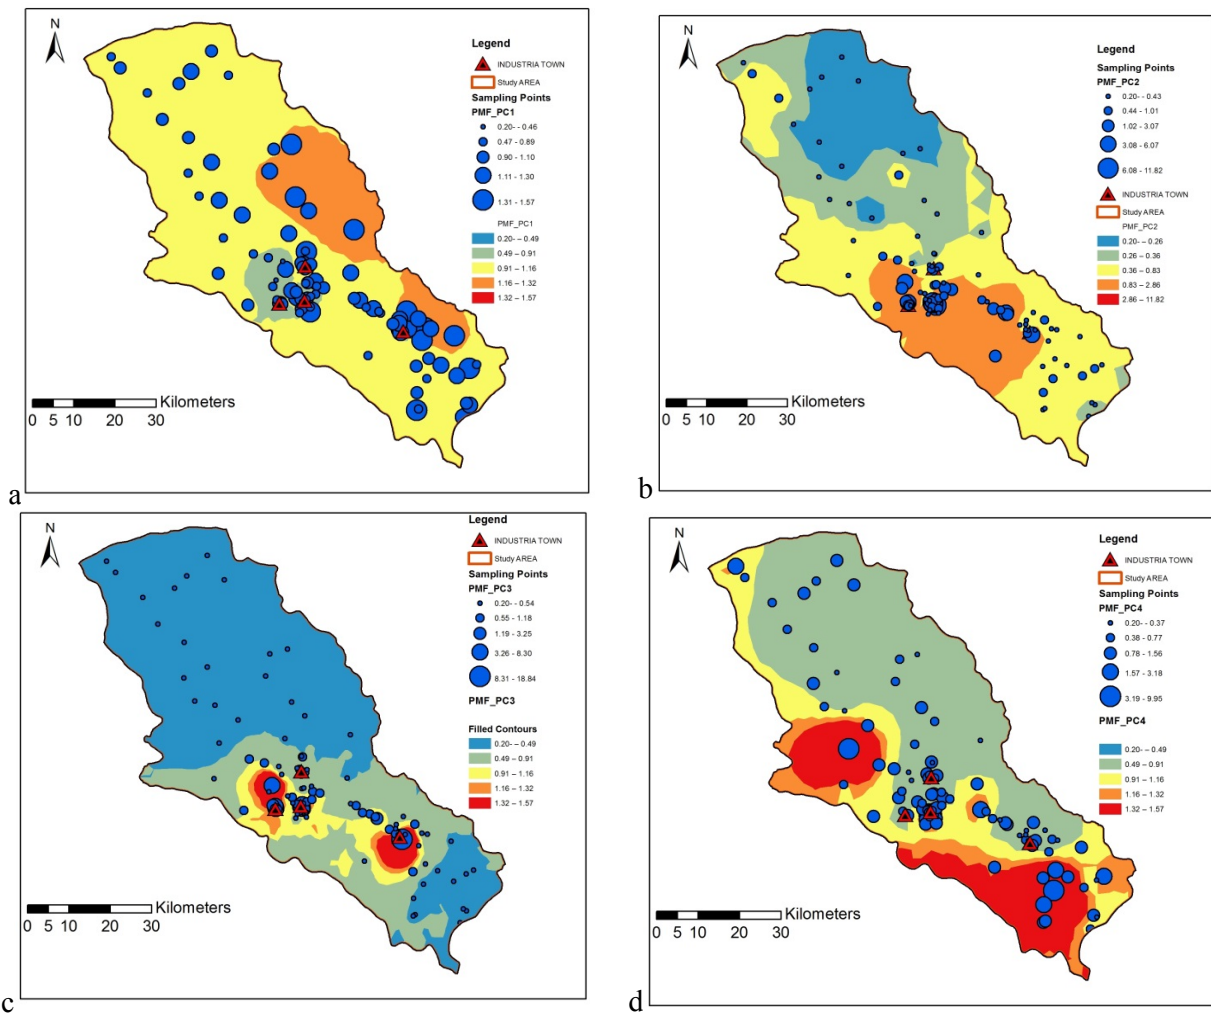 N
Legend
INDUSTRIA TOWN
Study AREA
Sampling Points
PMF_PC1
0.20- - 0.46
0.47 - 0.89
0.90 - 1.10
1.11 - 1.30
1.31 - 1.57
PMF_PC1
0.20- – 0.49
0.49 – 0.91
0.91 – 1.16
1.16 – 1.32
1.32 – 1.57
Kilometers
0 5 10 20 30
a
N
Legend
Sampling Points
PMF_PC2
0.20- - 0.43
0.44 - 1.01
1.02 - 3.07
3.08 - 6.07
6.08 - 11.82
INDUSTRIA TOWN
Study AREA
PMF_PC2
0.20- – 0.26
0.26 – 0.36
0.36 – 0.83
0.83 – 2.86
2.86 – 11.82
Kilometers
0 5 10 20 30
b
N
Legend
INDUSTRIA TOWN
Study AREA
Sampling Points
PMF_PC3
0.20- - 0.54
0.55 - 1.18
1.19 - 3.25
3.26 - 8.30
8.31 - 18.84
PMF_PC3
Filled Contours
0.20- – 0.49
0.49 – 0.91
0.91 – 1.16
1.16 – 1.32
1.32 – 1.57
Kilometers
0 5 10 20 30
c
N
Legend
INDUSTRIA TOWN
Study AREA
Sampling Points
PMF_PC4
0.20- - 0.37
0.38 - 0.77
0.78 - 1.56
1.57 - 3.18
3.19 - 9.95
PMF_PC4
0.20- – 0.49
0.49 – 0.91
0.91 – 1.16
1.16 – 1.32
1.32 – 1.57
Kilometers
0 5 10 20 30
d